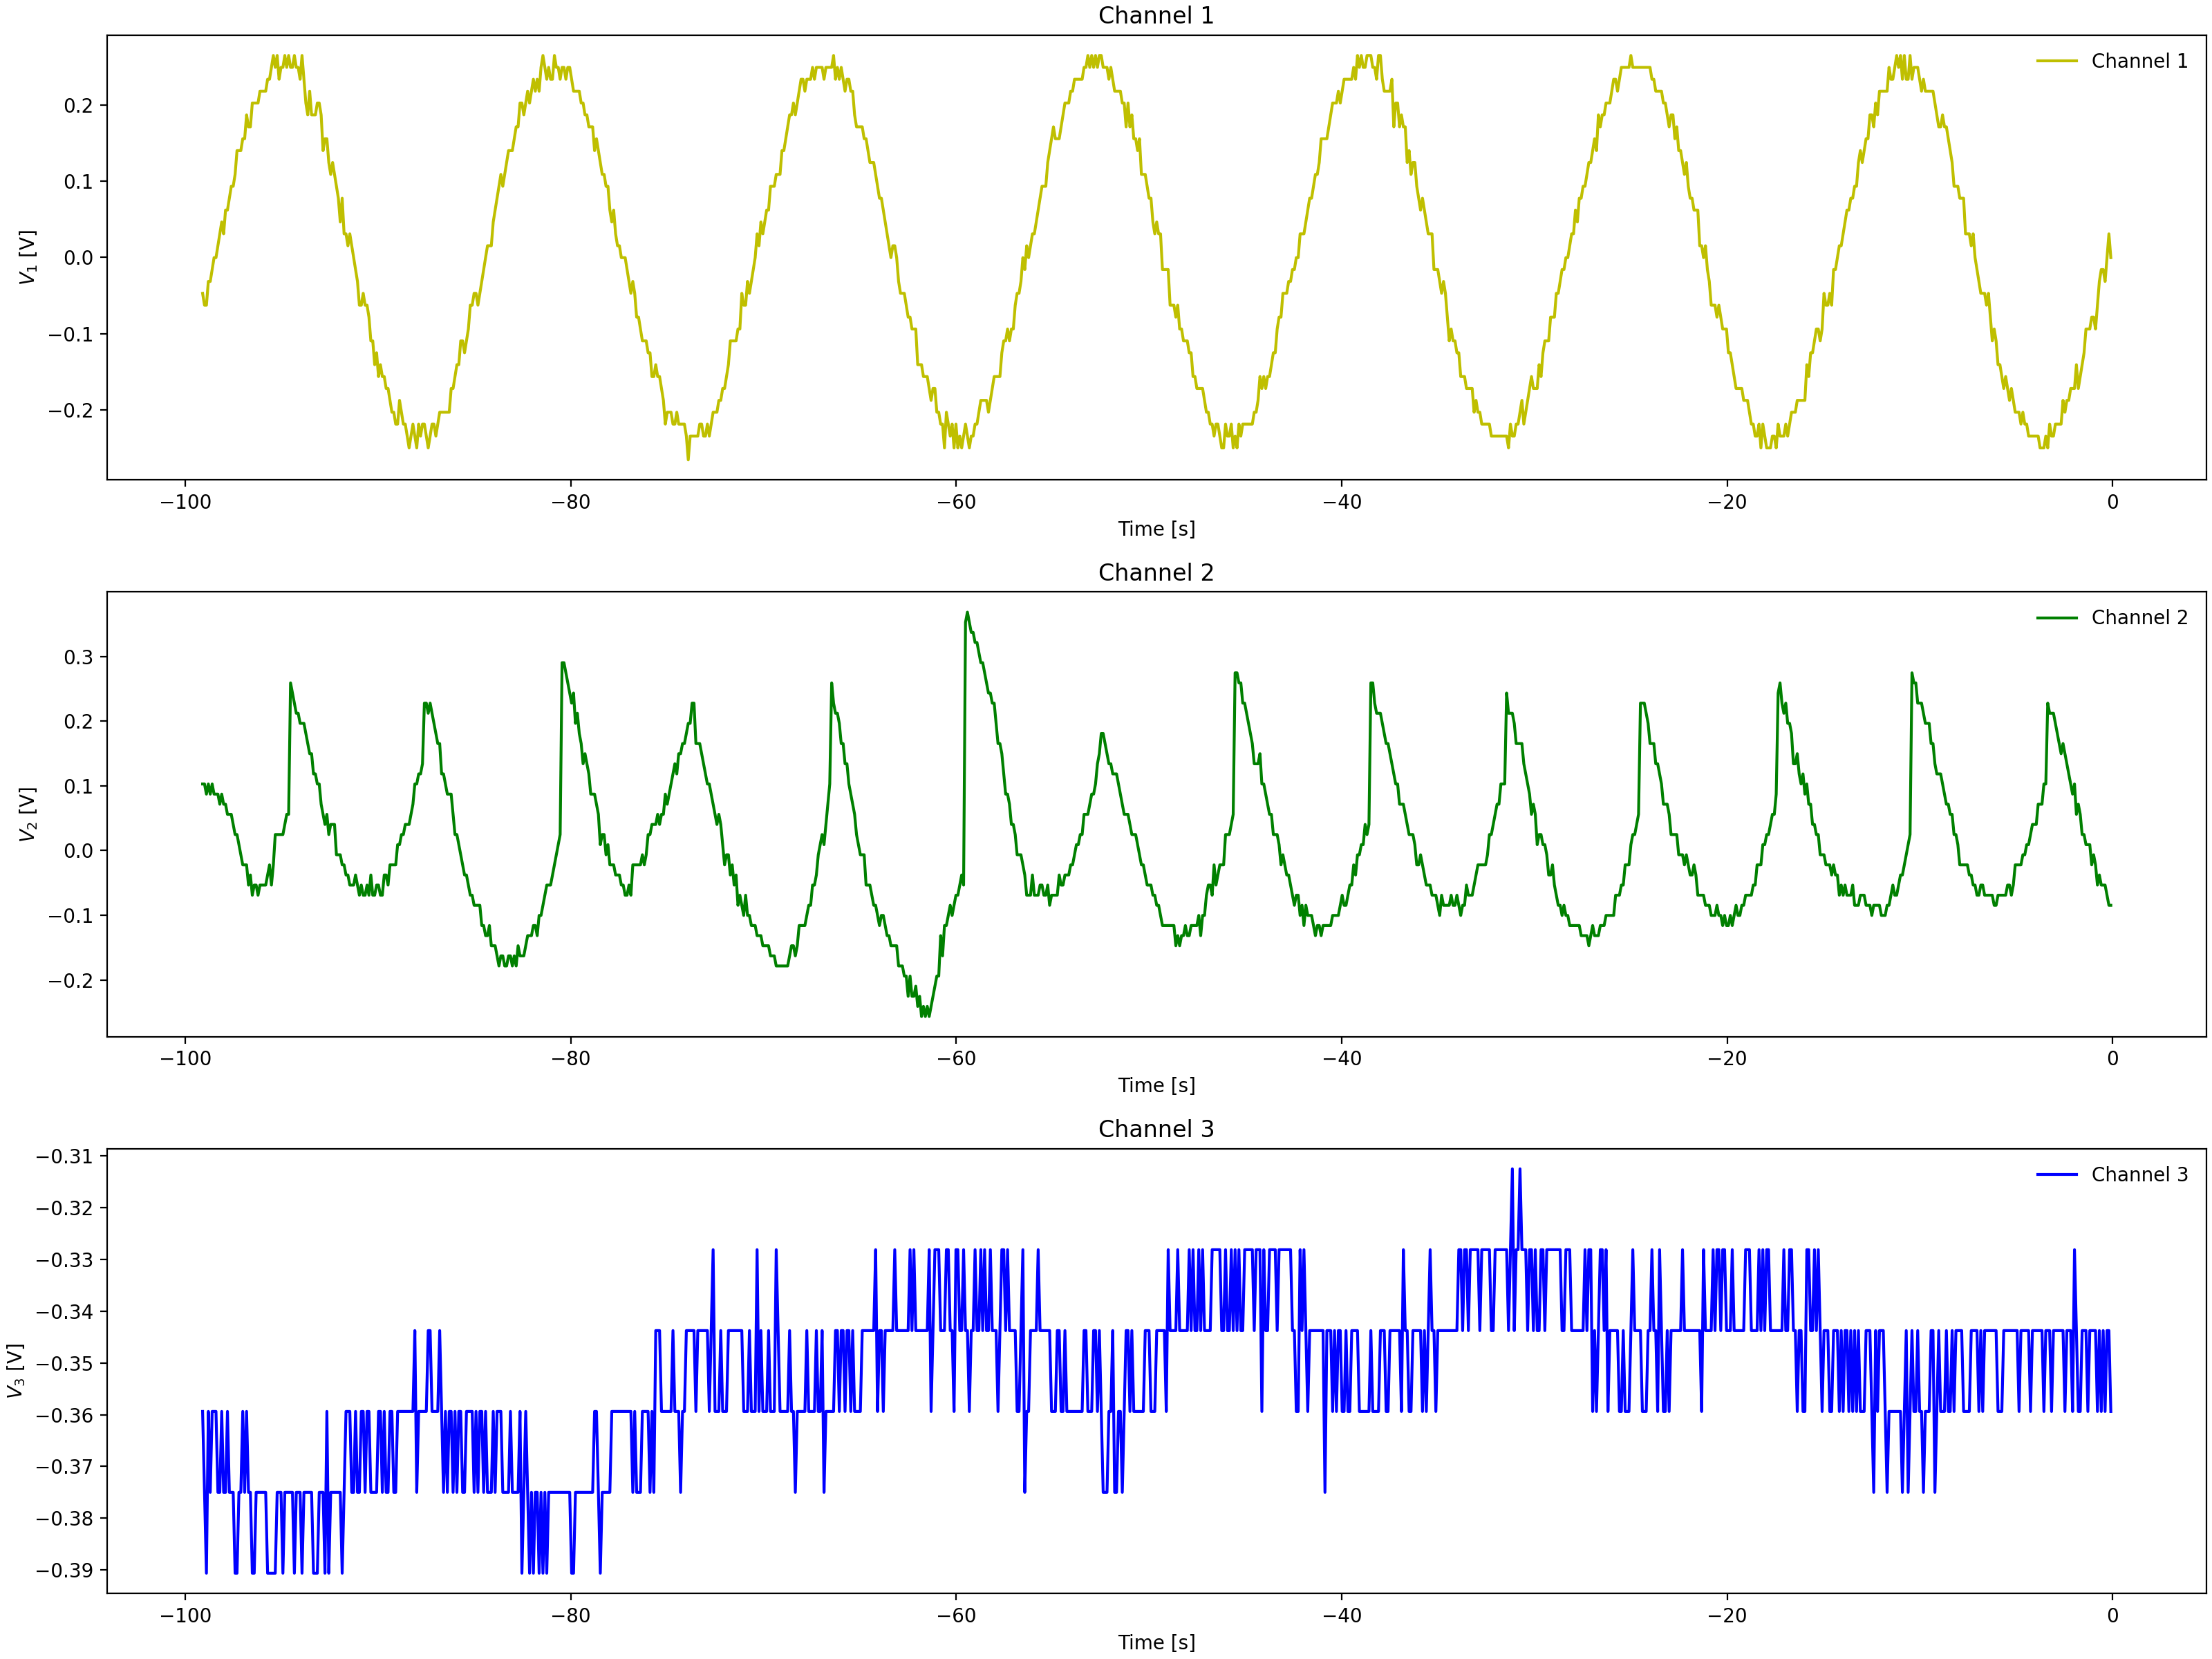 Channel 1
Channel 1
0.2
0.1
0.0
−0.1
−0.2
V₁ [V]
−100 −80 −60 −40 −20 0
Time [s]
Channel 2
Channel 2
0.3
0.2
0.1
0.0
−0.1
−0.2
V₂ [V]
−100 −80 −60 −40 −20 0
Time [s]
Channel 3
−0.31
Channel 3
−0.32
−0.33
−0.34
−0.35
−0.36
−0.37
−0.38
−0.39
V₃ [V]
−100 −80 −60 −40 −20 0
Time [s]